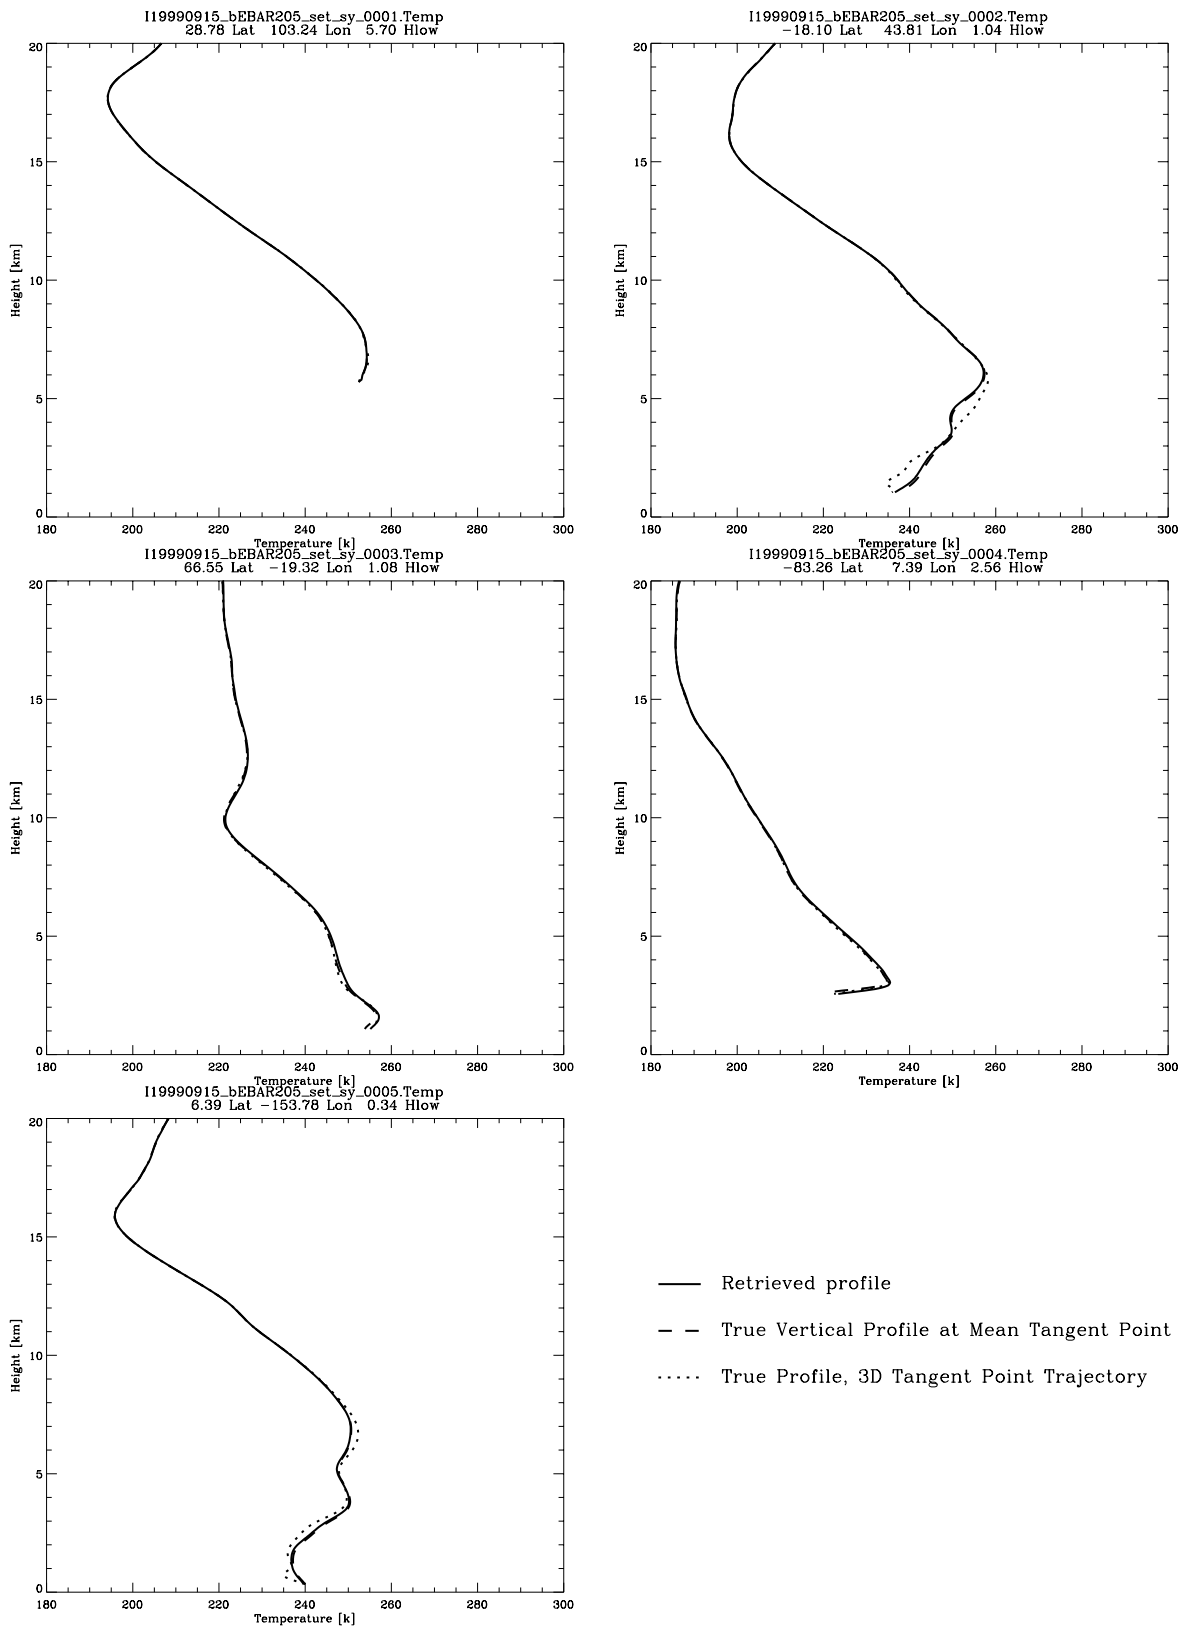 I19990915_bEBAR205_set_sy_0001.Temp
28.78 Lat 103.24 Lon 5.70 Hlow
20
15
10
5
0
Height [km]
180 200 220 240 260 280 300
Temperature [k]
I19990915_bEBAR205_set_sy_0002.Temp
-18.10 Lat 43.81 Lon 1.04 Hlow
20
15
10
5
0
Height [km]
180 200 220 240 260 280 300
Temperature [k]
I19990915_bEBAR205_set_sy_0003.Temp
66.55 Lat -19.32 Lon 1.08 Hlow
20
15
10
5
0
Height [km]
180 200 220 240 260 280 300
Temperature [k]
I19990915_bEBAR205_set_sy_0004.Temp
-83.26 Lat 7.39 Lon 2.56 Hlow
20
15
10
5
0
Height [km]
180 200 220 240 260 280 300
Temperature [k]
I19990915_bEBAR205_set_sy_0005.Temp
6.39 Lat -153.78 Lon 0.34 Hlow
20
15
10
5
0
Height [km]
180 200 220 240 260 280 300
Temperature [k]
Retrieved profile
True Vertical Profile at Mean Tangent Point
True Profile, 3D Tangent Point Trajectory